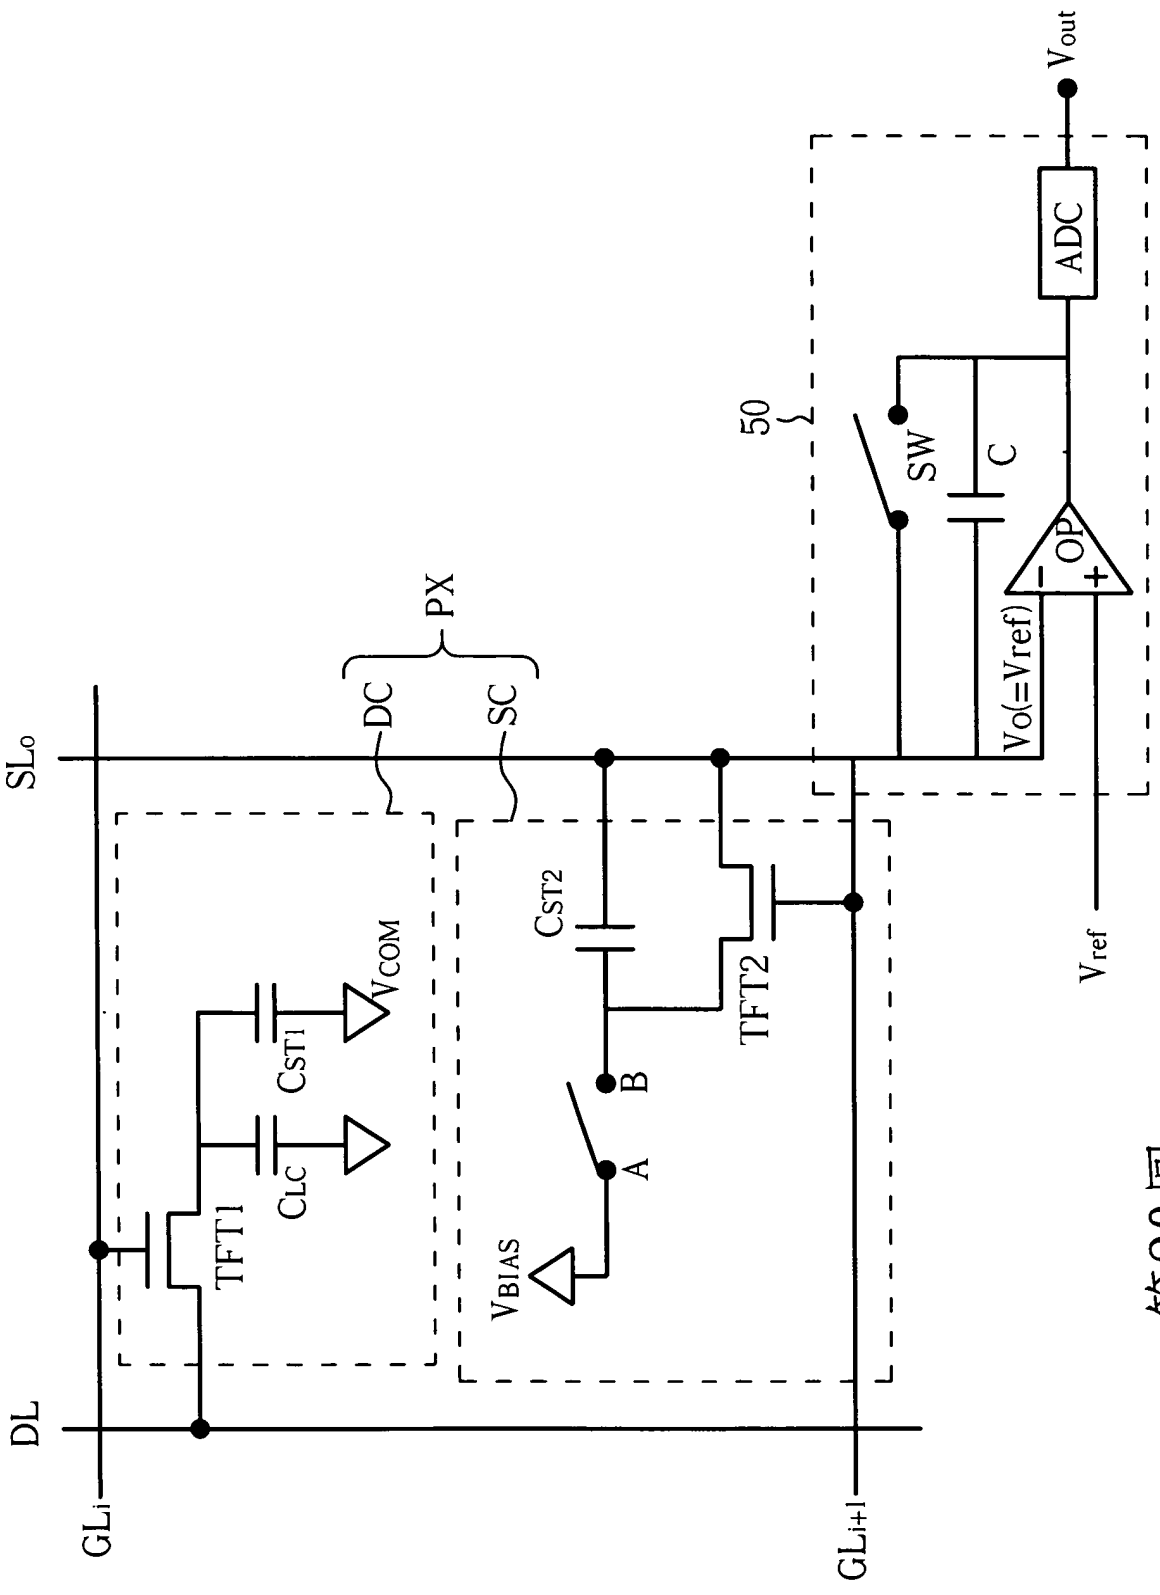 DL
SLo
GLi
TFT1
CLC
CST1
VCOM
DC
SC
PX
VBIAS
A
B
CST2
TFT2
GLi+1
50
SW
C
Vo(=Vref)
OP
−
+
Vref
ADC
Vout